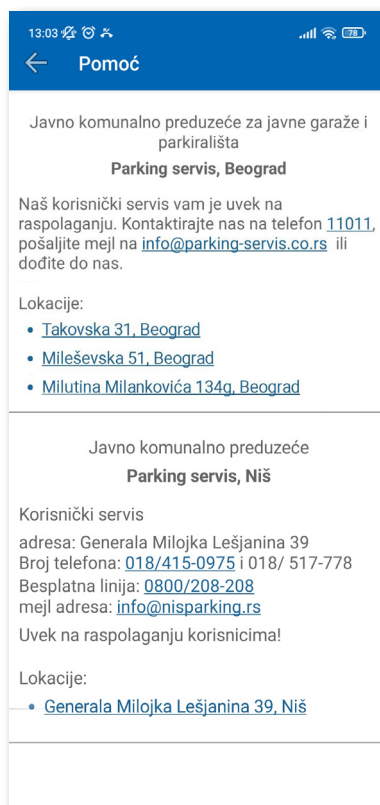 13:03
78
Pomoć
Javno komunalno preduzeće za javne garaže i
parkirališta
Parking servis, Beograd
Naš korisnički servis vam je uvek na
raspolaganju. Kontaktirajte nas na telefon 11011,
pošaljite mejl na info@parking-servis.co.rs ili
dođite do nas.
Lokacije:
• Takovska 31, Beograd
• Mileševska 51, Beograd
• Milutina Milankovića 134g, Beograd
Javno komunalno preduzeće
Parking servis, Niš
Korisnički servis
adresa: Generala Milojka Lešjanina 39
Broj telefona: 018/415-0975 i 018/ 517-778
Besplatna linija: 0800/208-208
mejl adresa: info@nisparking.rs
Uvek na raspolaganju korisnicima!
Lokacije:
• Generala Milojka Lešjanina 39, Niš